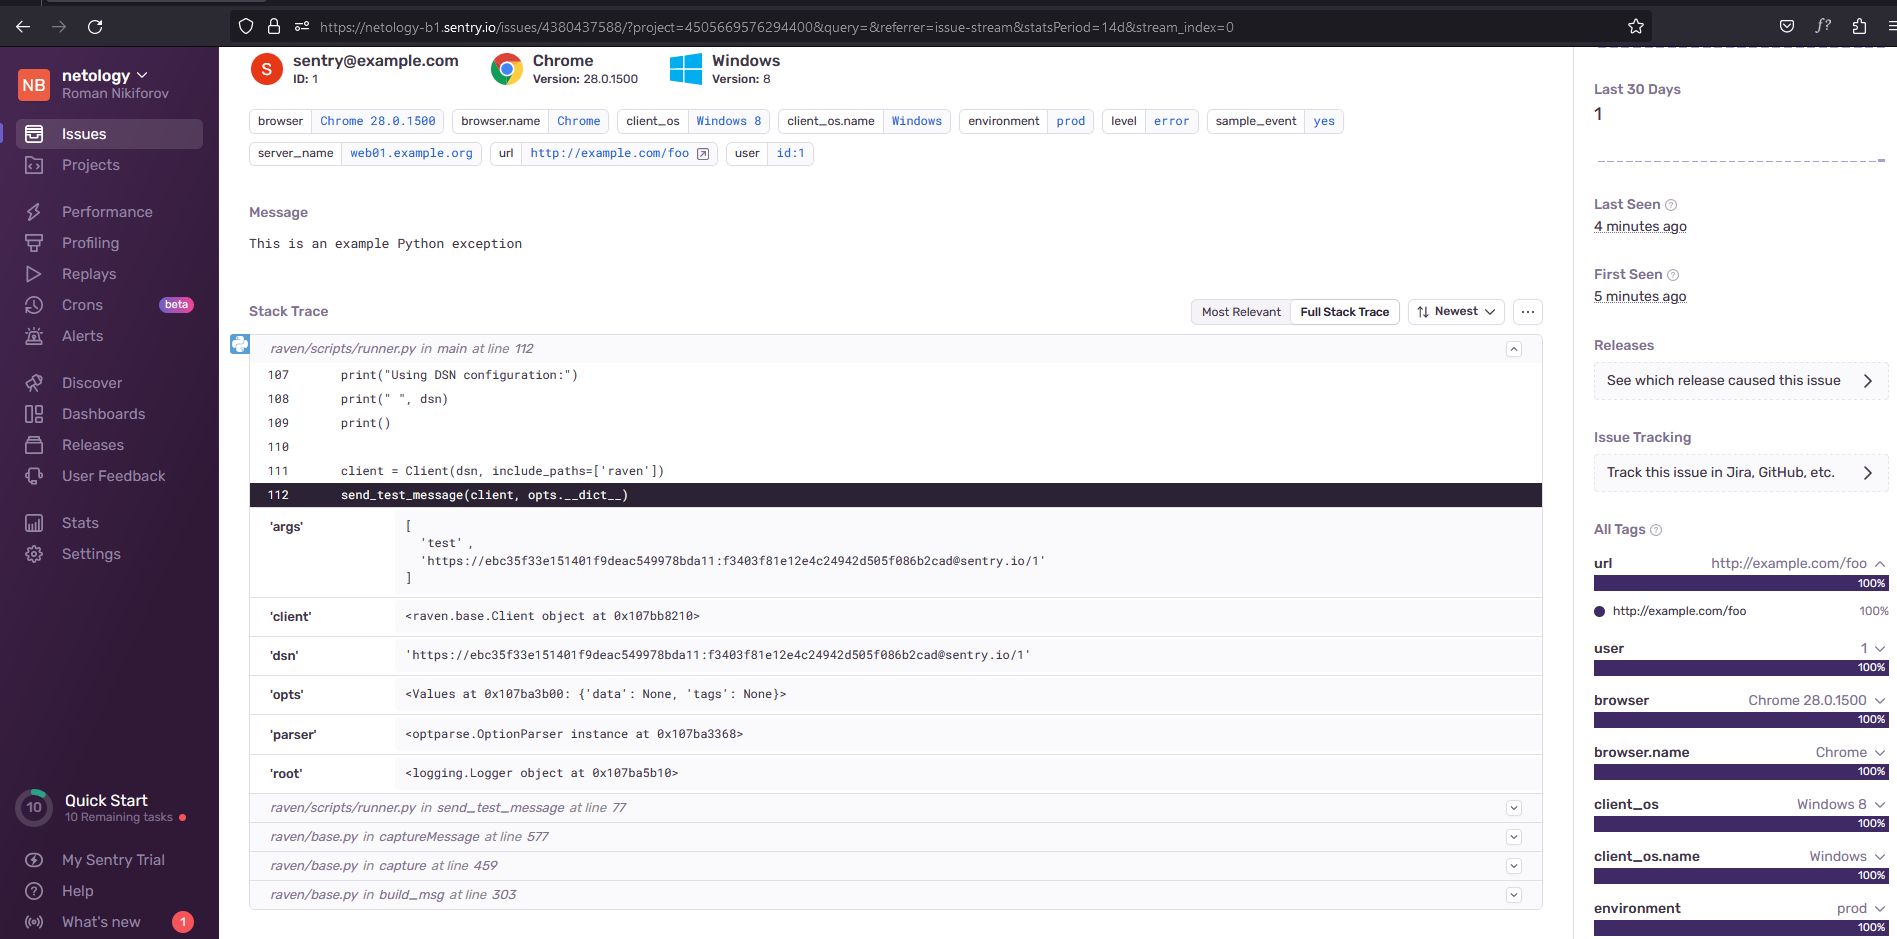 https://netology-b1.sentry.io/issues/4380437588/?project=4505669576294400&query=&referrer=issue-stream&statsPeriod=14d&stream_index=0
NB
netology
Roman Nikiforov
Issues
Projects
Performance
Profiling
Replays
Crons
beta
Alerts
Discover
Dashboards
Releases
User Feedback
Stats
Settings
10
Quick Start
10 Remaining tasks
My Sentry Trial
Help
What's new
1
S
sentry@example.com
ID: 1
Chrome
Version: 28.0.1500
Windows
Version: 8
browser Chrome 28.0.1500 browser.name Chrome client_os Windows 8 client_os.name Windows environment prod level error sample_event yes
server_name web01.example.org url http://example.com/foo user id:1
Message
This is an example Python exception
Stack Trace
Most Relevant Full Stack Trace Newest ...
raven/scripts/runner.py in main at line 112
107 print("Using DSN configuration:")
108 print(" ", dsn)
109 print()
110
111 client = Client(dsn, include_paths=['raven'])
112 send_test_message(client, opts.__dict__)
'args' [
'test' ,
'https://ebc35f33e151401f9deac549978bda11:f3403f81e12e4c24942d505f086b2cad@sentry.io/1'
]
'client' <raven.base.Client object at 0x107bb8210>
'dsn' 'https://ebc35f33e151401f9deac549978bda11:f3403f81e12e4c24942d505f086b2cad@sentry.io/1'
'opts' <Values at 0x107ba3b00: {'data': None, 'tags': None}>
'parser' <optparse.OptionParser instance at 0x107ba3368>
'root' <logging.Logger object at 0x107ba5b10>
raven/scripts/runner.py in send_test_message at line 77
raven/base.py in captureMessage at line 577
raven/base.py in capture at line 459
raven/base.py in build_msg at line 303
Last 30 Days
1
Last Seen ?
4 minutes ago
First Seen ?
5 minutes ago
Releases
See which release caused this issue
Issue Tracking
Track this issue in Jira, GitHub, etc.
All Tags ?
url http://example.com/foo
100%
http://example.com/foo 100%
user 1
100%
browser Chrome 28.0.1500
100%
browser.name Chrome
100%
client_os Windows 8
100%
client_os.name Windows
100%
environment prod
100%